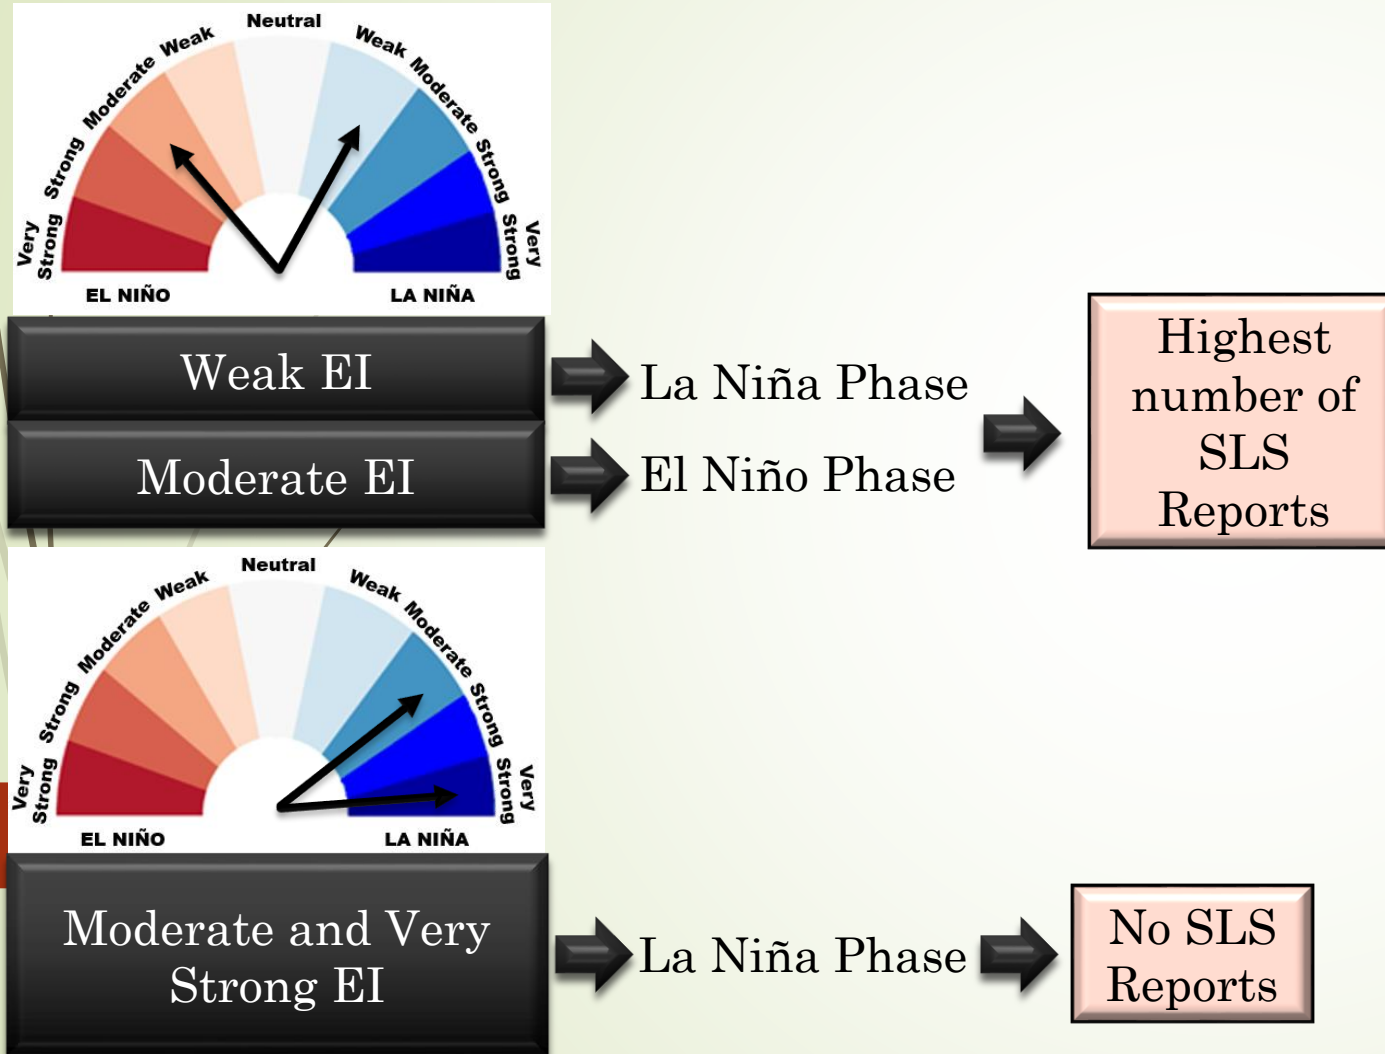 Neutral
Weak
Weak
Moderate
Moderate
Strong
Strong
Very
Strong
Very
Strong
EL NIÑO
LA NIÑA
Weak EI
La Niña Phase
Moderate EI
El Niño Phase
Highest
number of
SLS
Reports
Neutral
Weak
Weak
Moderate
Moderate
Strong
Strong
Very
Strong
Very
Strong
EL NIÑO
LA NIÑA
Moderate and Very
Strong EI
La Niña Phase
No SLS
Reports